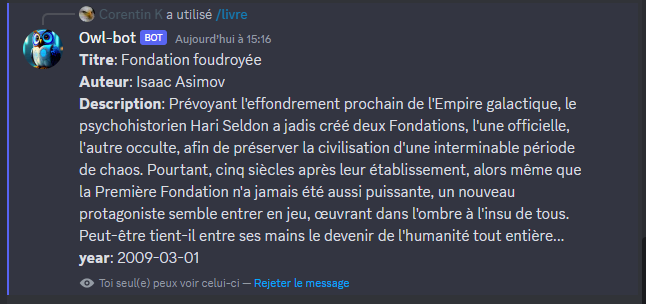 Corentin K a utilisé /livre
Owl-bot BOT Aujourd'hui à 15:16
Titre: Fondation foudroyée
Auteur: Isaac Asimov
Description: Prévoyant l'effondrement prochain de l'Empire galactique, le
psychohistorien Hari Seldon a jadis créé deux Fondations, l'une officielle,
l'autre occulte, afin de préserver la civilisation d'une interminable période
de chaos. Pourtant, cinq siècles après leur établissement, alors même que
la Première Fondation n'a jamais été aussi puissante, un nouveau
protagoniste semble entrer en jeu, œuvrant dans l'ombre à l'insu de tous.
Peut-être tient-il entre ses mains le devenir de l'humanité tout entière...
year: 2009-03-01
Toi seul(e) peux voir celui-ci — Rejeter le message